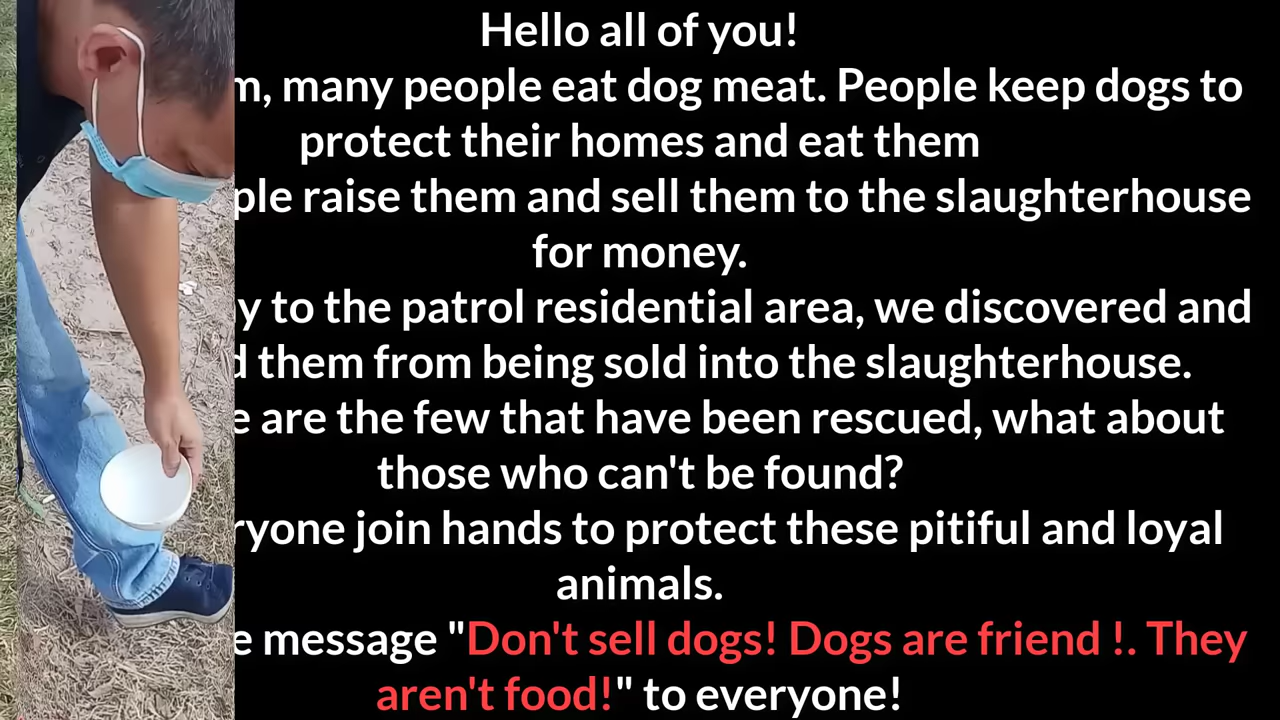 Hello all of you!
m, many people eat dog meat. People keep dogs to
protect their homes and eat them
ple raise them and sell them to the slaughterhouse
for money.
y to the patrol residential area, we discovered and
d them from being sold into the slaughterhouse.
e are the few that have been rescued, what about
those who can't be found?
ryone join hands to protect these pitiful and loyal
animals.
e message "Don't sell dogs! Dogs are friend !. They
aren't food!" to everyone!